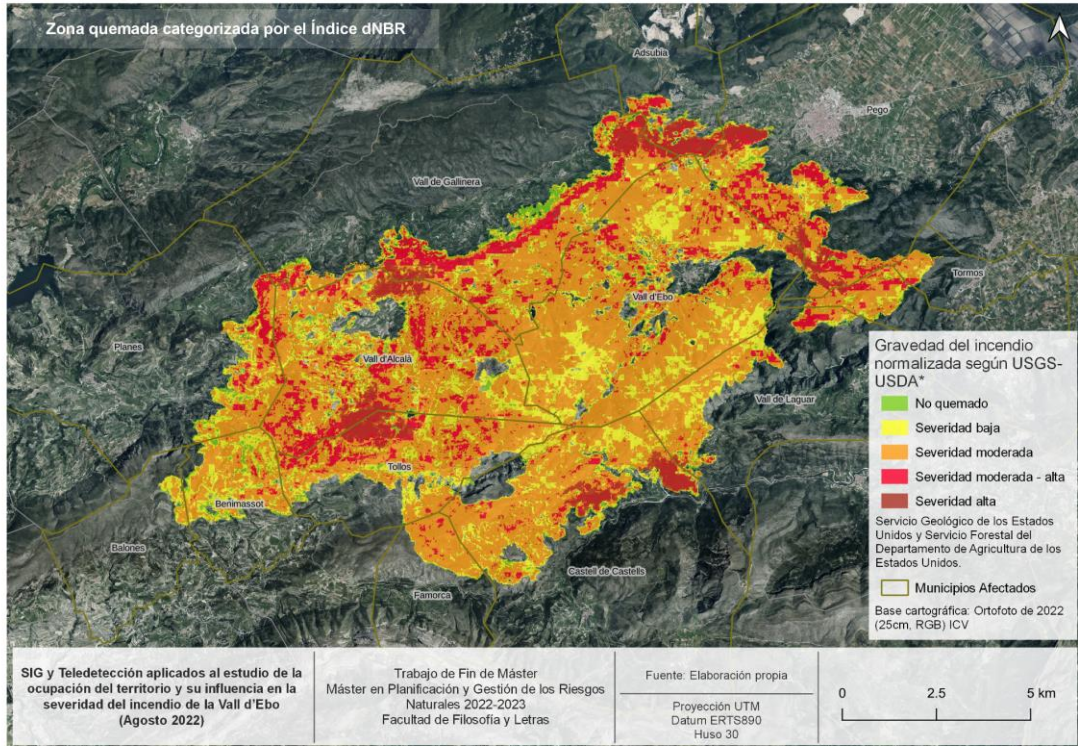 Zona quemada categorizada por el Índice dNBR
Adsubia
Pego
Vall de Gallinera
Tormos
Vall d'Ebo
Planes
Vall d'Alcalà
Vall de Laguar
Tollos
Benimassot
Balones
Castell de Castells
Famorca
Gravedad del incendio
normalizada según USGS-
USDA*
No quemado
Severidad baja
Severidad moderada
Severidad moderada - alta
Severidad alta
Servicio Geológico de los Estados
Unidos y Servicio Forestal del
Departamento de Agricultura de los
Estados Unidos.
Municipios Afectados
Base cartográfica: Ortofoto de 2022
(25cm, RGB) ICV
SIG y Teledetección aplicados al estudio de la
ocupación del territorio y su influencia en la
severidad del incendio de la Vall d'Ebo
(Agosto 2022)
Trabajo de Fin de Máster
Máster en Planificación y Gestión de los Riesgos
Naturales 2022-2023
Facultad de Filosofía y Letras
Fuente: Elaboración propia
Proyección UTM
Datum ERTS890
Huso 30
0 2.5 5 km